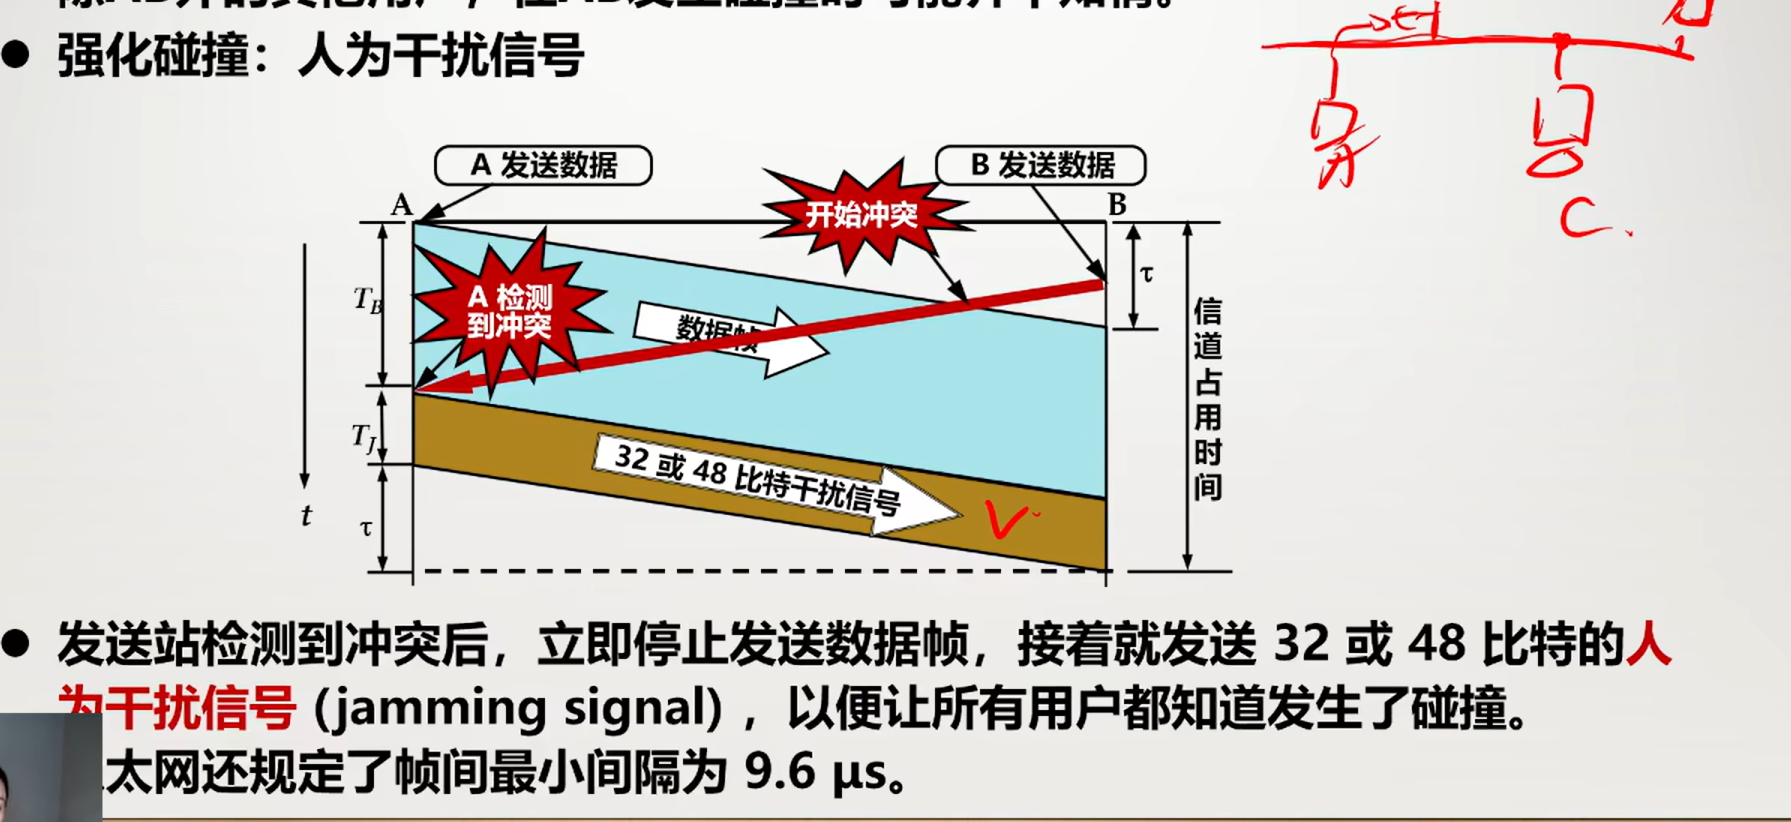 强化碰撞：人为干扰信号
A 发送数据
B 发送数据
A
开始冲突
B
A 检测
到冲突
T_B
τ
数据帧
信道占用时间
T_J
32 或 48 比特干扰信号
t
τ
A
C
发送站检测到冲突后，立即停止发送数据帧，接着就发送 32 或 48 比特的人
为干扰信号 (jamming signal) ，以便让所有用户都知道发生了碰撞。
太网还规定了帧间最小间隔为 9.6 μs。